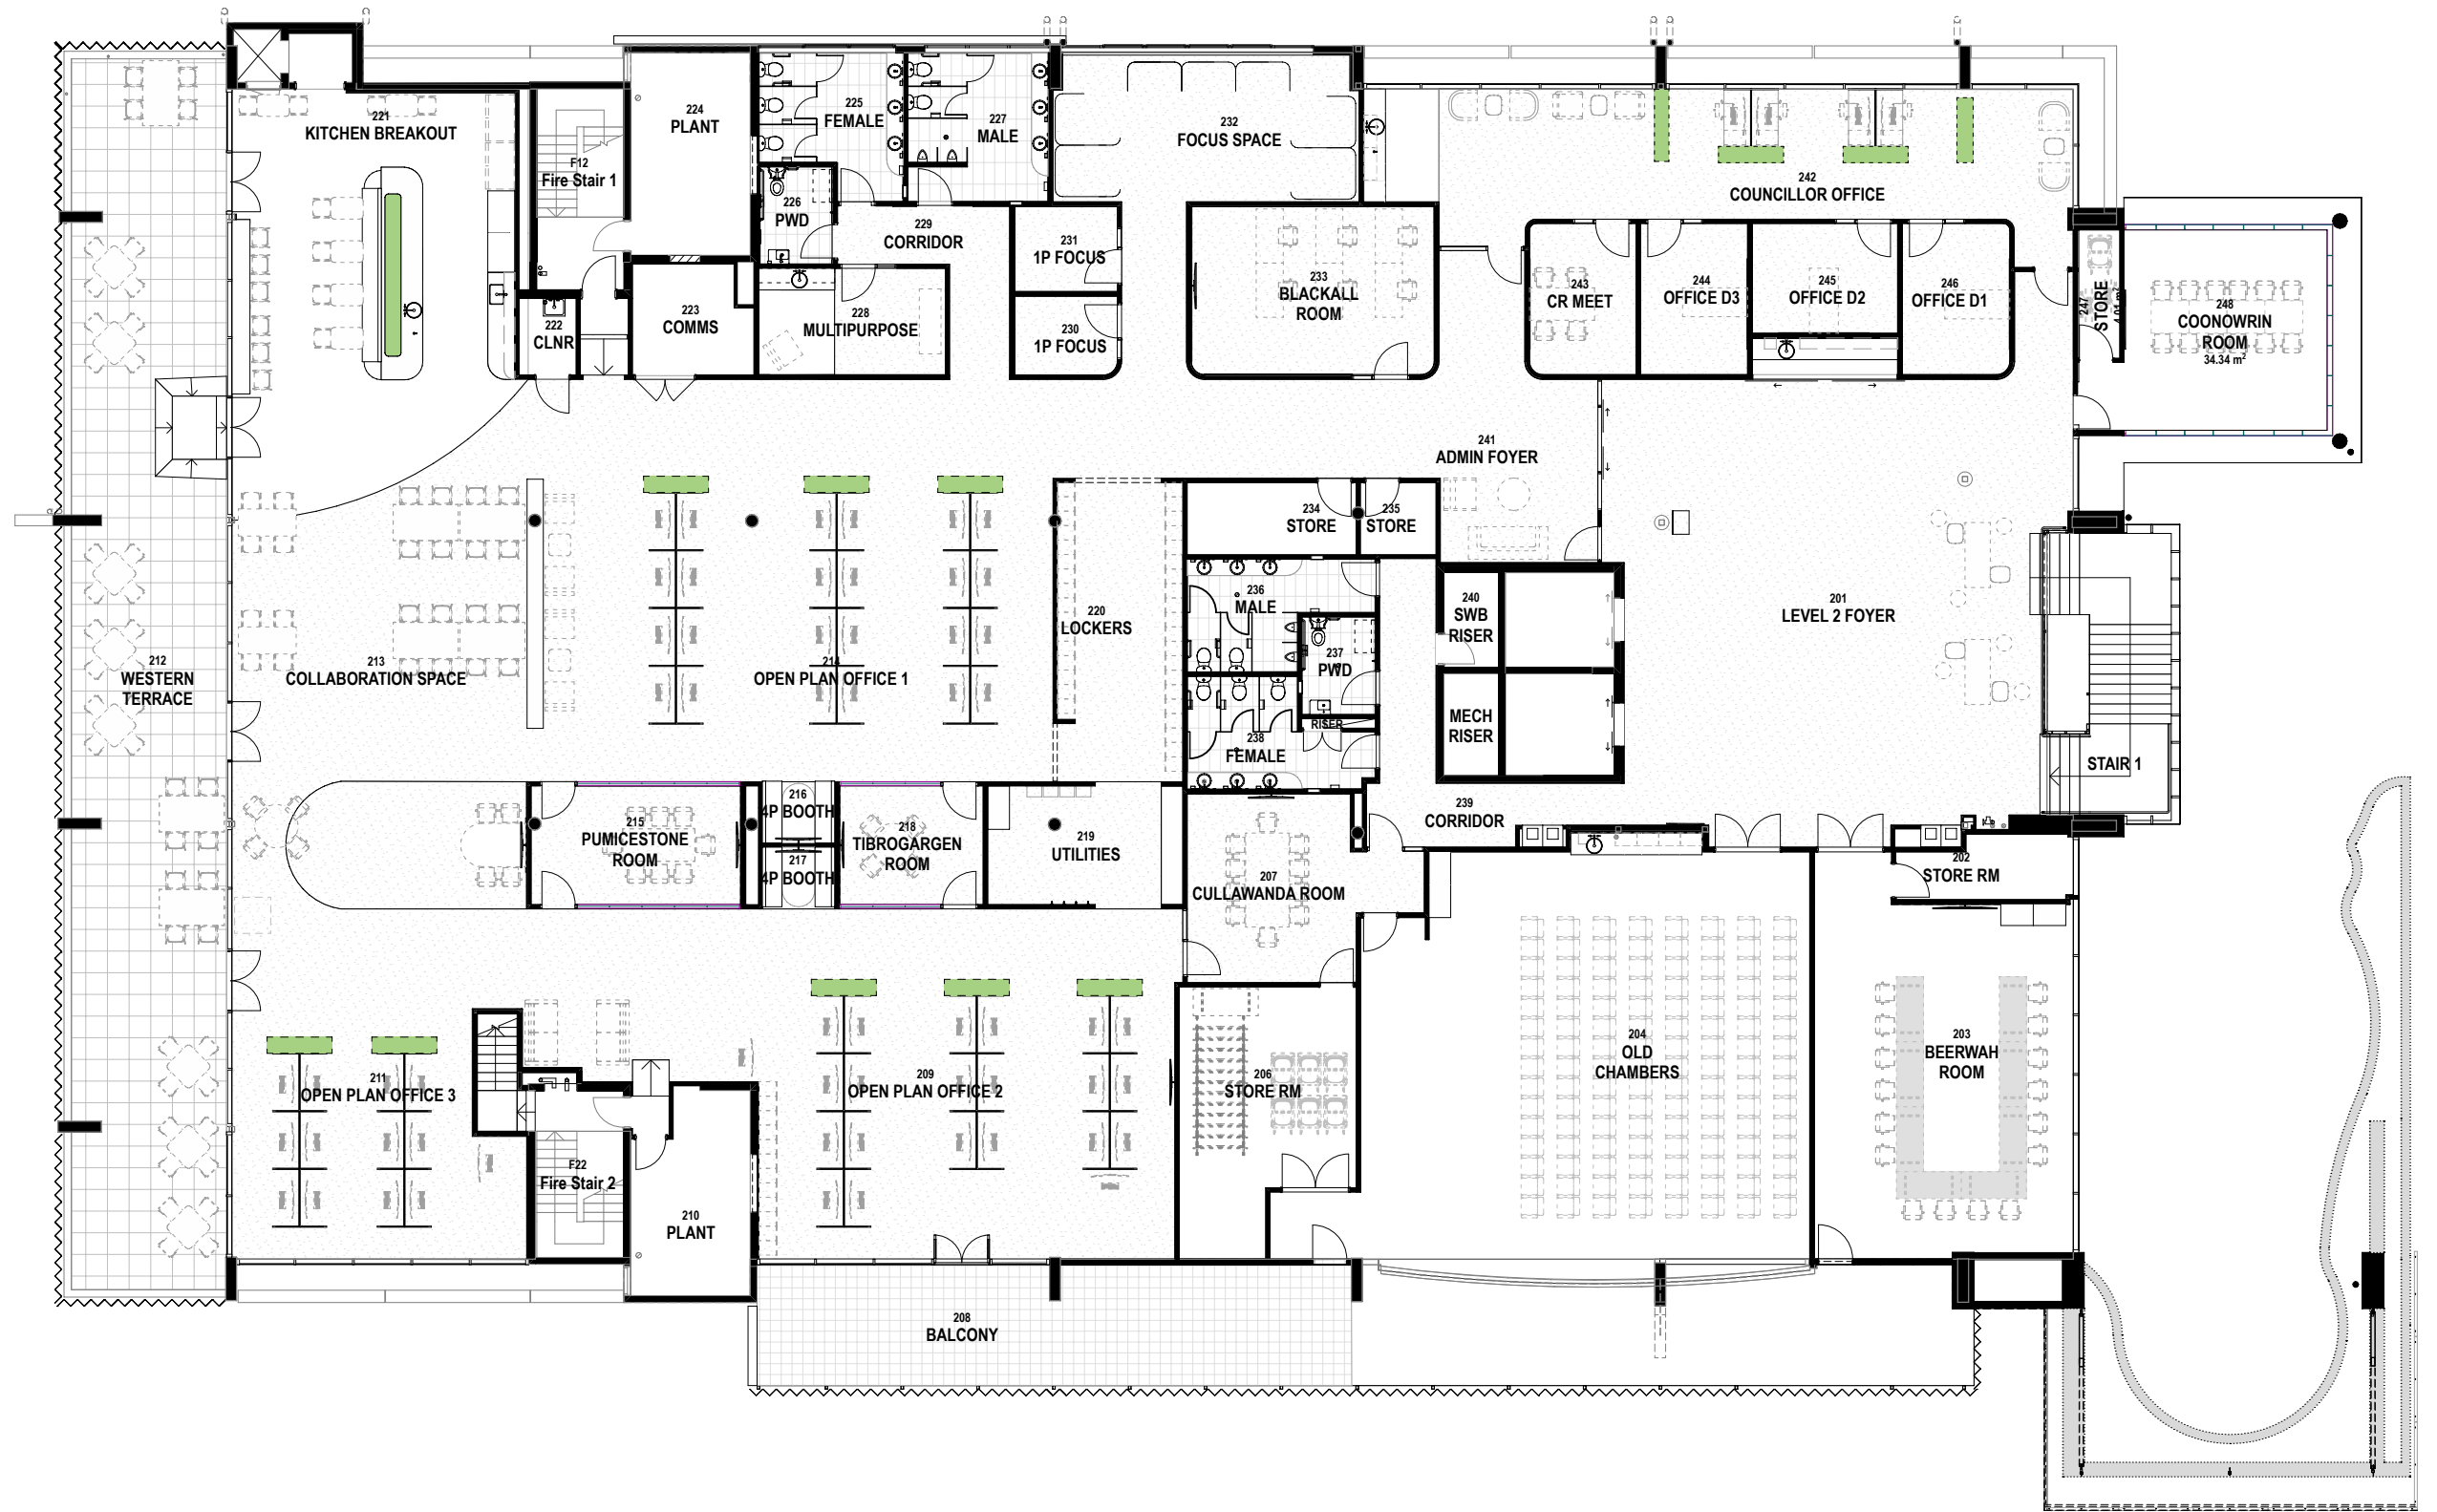 221
KITCHEN BREAKOUT
F12
Fire Stair 1
224
PLANT
225
FEMALE
227
MALE
232
FOCUS SPACE
242
COUNCILLOR OFFICE
226
PWD
229
CORRIDOR
231
1P FOCUS
230
1P FOCUS
233
BLACKALL
ROOM
243
CR MEET
244
OFFICE D3
245
OFFICE D2
246
OFFICE D1
247
STORE
4.01 m²
248
COONOWRIN
ROOM
34.34 m²
222
CLNR
223
COMMS
228
MULTIPURPOSE
241
ADMIN FOYER
234
STORE
235
STORE
212
WESTERN
TERRACE
213
COLLABORATION SPACE
214
OPEN PLAN OFFICE 1
220
LOCKERS
236
MALE
237
PWD
RISER
238
FEMALE
240
SWB
RISER
MECH
RISER
201
LEVEL 2 FOYER
STAIR 1
215
PUMICESTONE
ROOM
216
4P BOOTH
217
4P BOOTH
218
TIBROGARGEN
ROOM
219
UTILITIES
239
CORRIDOR
207
CULLAWANDA ROOM
202
STORE RM
211
OPEN PLAN OFFICE 3
F22
Fire Stair 2
210
PLANT
209
OPEN PLAN OFFICE 2
206
STORE RM
204
OLD
CHAMBERS
203
BEERWAH
ROOM
208
BALCONY